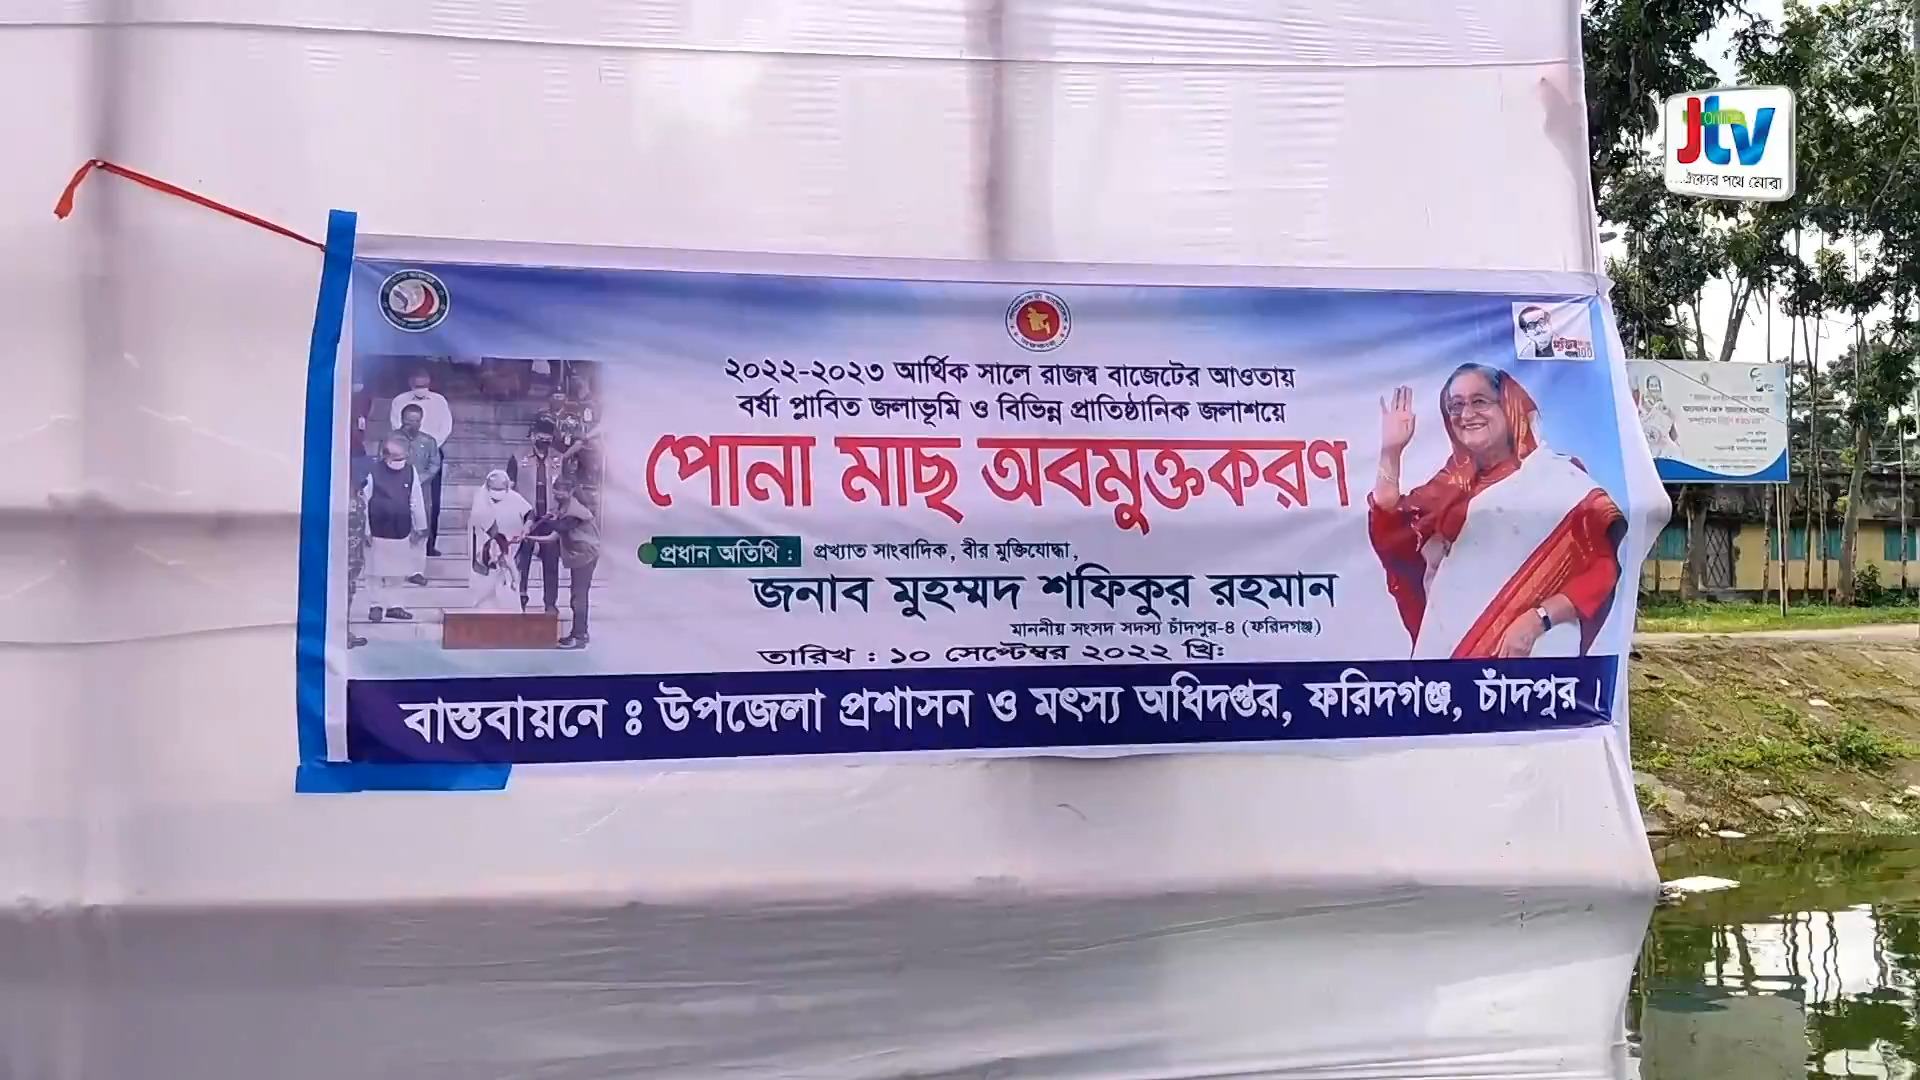 Jtv
Online
পথে মোরা
২০২২-২০২৩ আর্থিক সালে রাজস্ব বাজেটের আওতায়
বর্ষা প্লাবিত জলাভূমি ও বিভিন্ন প্রাতিষ্ঠানিক জলাশয়ে
পোনা মাছ অবমুক্তকরণ
প্রধান অতিথি : প্রখ্যাত সাংবাদিক, বীর মুক্তিযোদ্ধা,
জনাব মুহম্মদ শফিকুর রহমান
মাননীয় সংসদ সদস্য চাঁদপুর-৪ (ফরিদগঞ্জ)
তারিখ : ১০ সেপ্টেম্বর ২০২২ খ্রিঃ
বাস্তবায়নে ঃ উপজেলা প্রশাসন ও মৎস্য অধিদপ্তর, ফরিদগঞ্জ, চাঁদপুর ।